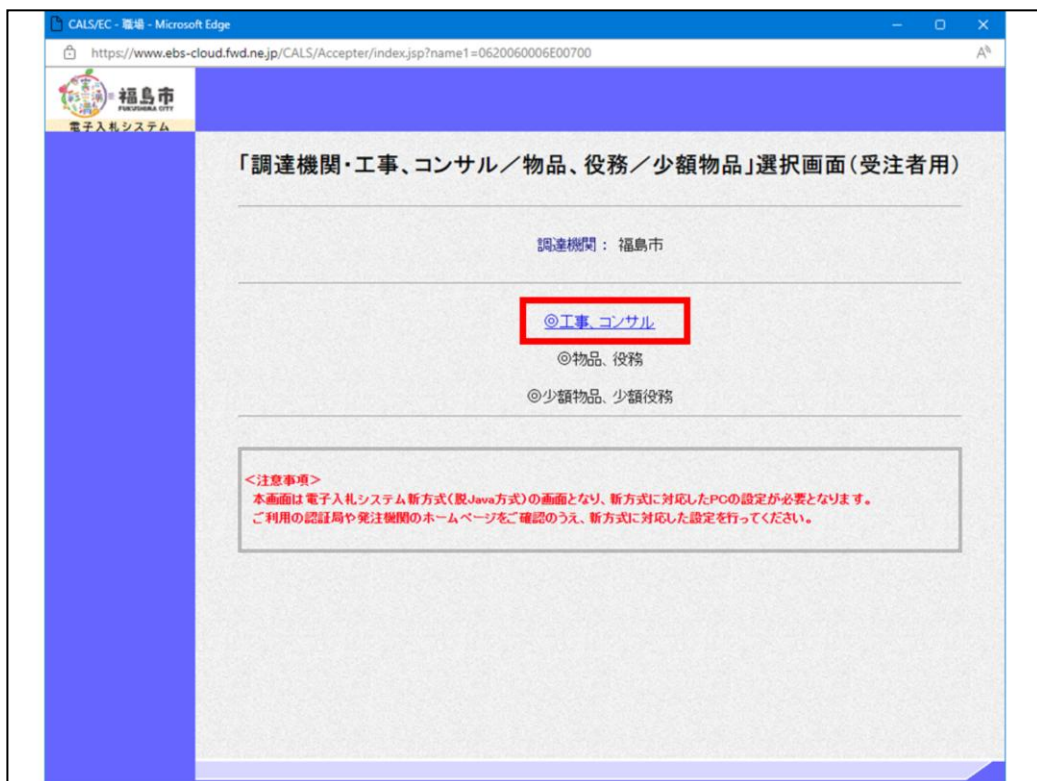 CALS/EC - 職場 - Microsoft Edge
https://www.ebs-cloud.fwd.ne.jp/CALS/Accepter/index.jsp?name1=0620060006E00700
福島市
FUKUSHIMA CITY
電子入札システム
「調達機関・工事、コンサル／物品、役務／少額物品」選択画面（受注者用）
調達機関： 福島市
◎工事、コンサル
◎物品、役務
◎少額物品、少額役務
＜注意事項＞
本画面は電子入札システム新方式（脱Java方式）の画面となり、新方式に対応したPCの設定が必要となります。
ご利用の認証局や発注機関のホームページをご確認のうえ、新方式に対応した設定を行ってください。